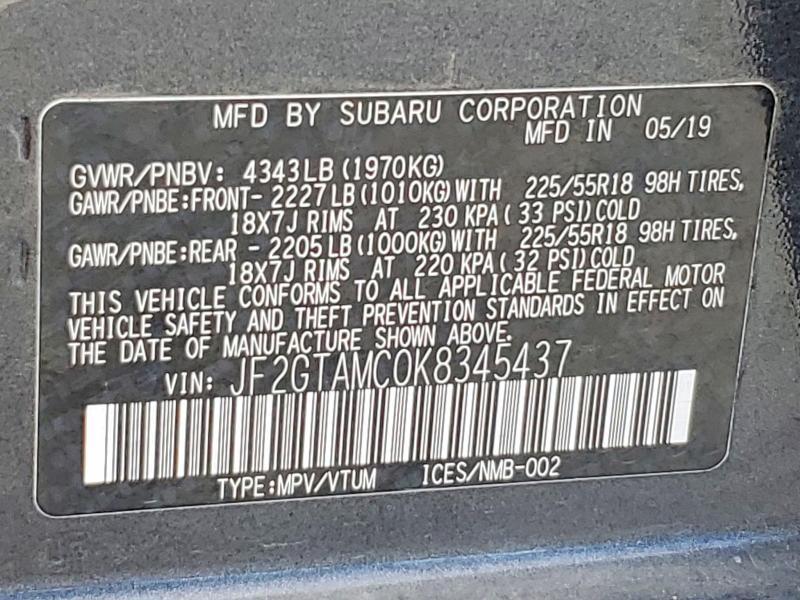 MFD BY SUBARU CORPORATION
MFD IN 05/19
GVWR/PNBV: 4343LB (1970KG)
GAWR/PNBE:FRONT- 2227LB (1010KG) WITH 225/55R18 98H TIRES,
18X7J RIMS AT 230 KPA ( 33 PSI) COLD
GAWR/PNBE:REAR - 2205LB (1000KG) WITH 225/55R18 98H TIRES,
18X7J RIMS AT 220 KPA ( 32 PSI) COLD
THIS VEHICLE CONFORMS TO ALL APPLICABLE FEDERAL MOTOR
VEHICLE SAFETY AND THEFT PREVENTION STANDARDS IN EFFECT ON
THE DATE OF MANUFACTURE SHOWN ABOVE.
VIN: JF2GTAMC0K8345437
TYPE:MPV/VTUM ICES/NMB-002